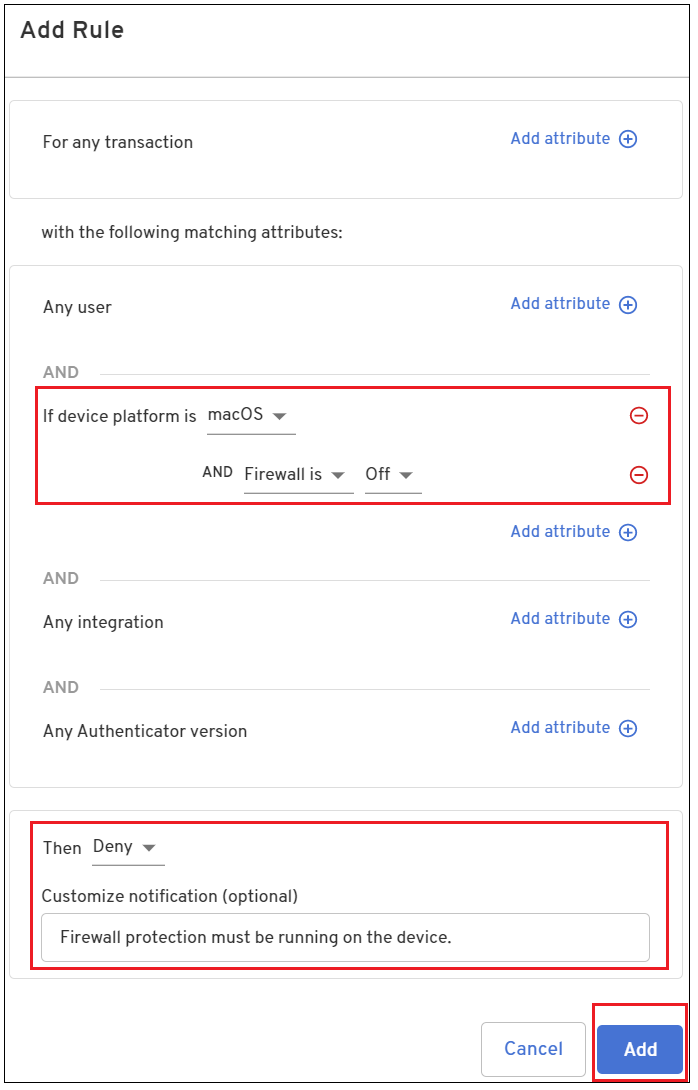 Add Rule
For any transaction Add attribute
with the following matching attributes:
Any user Add attribute
AND
If device platform is macOS
AND Firewall is Off
Add attribute
AND
Any integration Add attribute
AND
Any Authenticator version Add attribute
Then Deny
Customize notification (optional)
Firewall protection must be running on the device.
Cancel Add